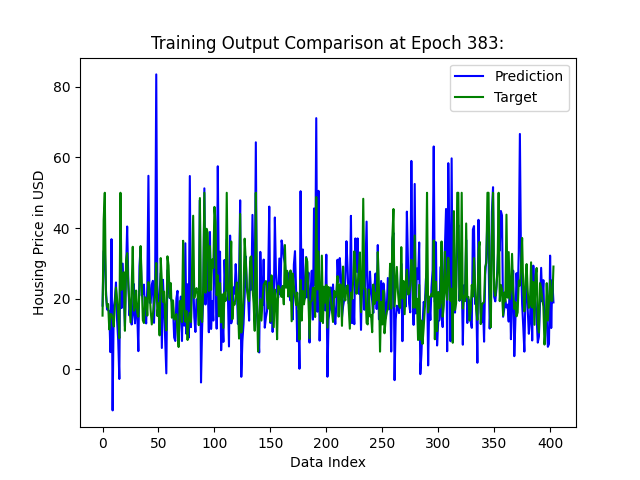 Training Output Comparison at Epoch 383:
Prediction
Target
Housing Price in USD
80
60
40
20
0
0 50 100 150 200 250 300 350 400
Data Index